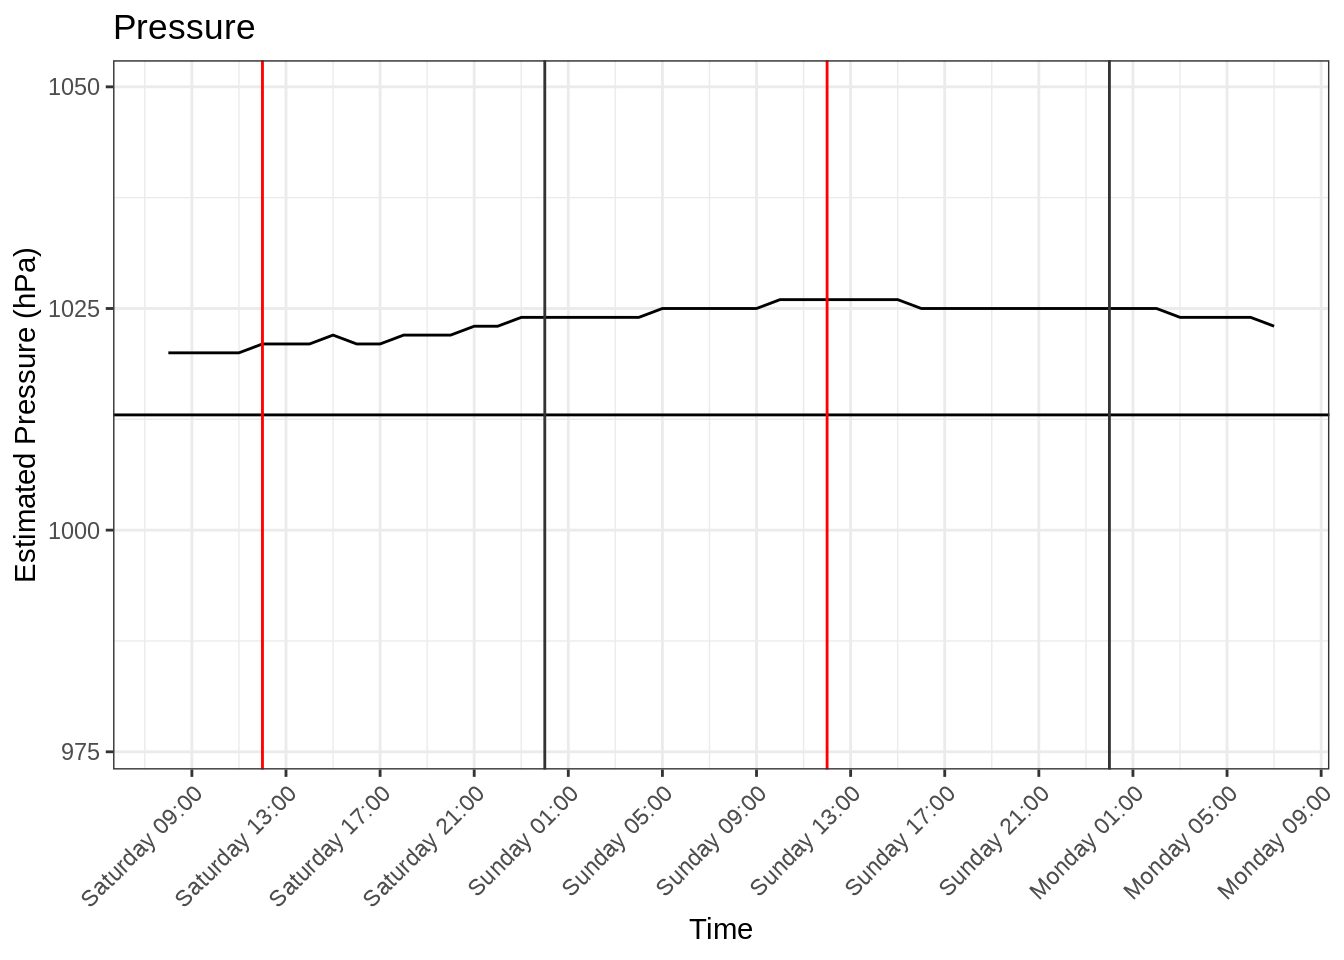 Pressure
Estimated Pressure (hPa)
1050
1025
1000
975
Saturday 09:00
Saturday 13:00
Saturday 17:00
Saturday 21:00
Sunday 01:00
Sunday 05:00
Sunday 09:00
Sunday 13:00
Sunday 17:00
Sunday 21:00
Monday 01:00
Monday 05:00
Monday 09:00
Time